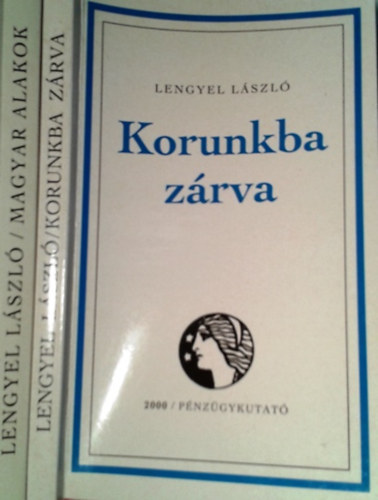 LENGYEL LÁSZLÓ / MAGYAR ALAKOK
LENGYEL LÁSZLÓ/KORUNKBA ZÁRVA
LENGYEL LÁSZLÓ
Korunkba
zárva
2000 / PÉNZÜGYKUTATÓ